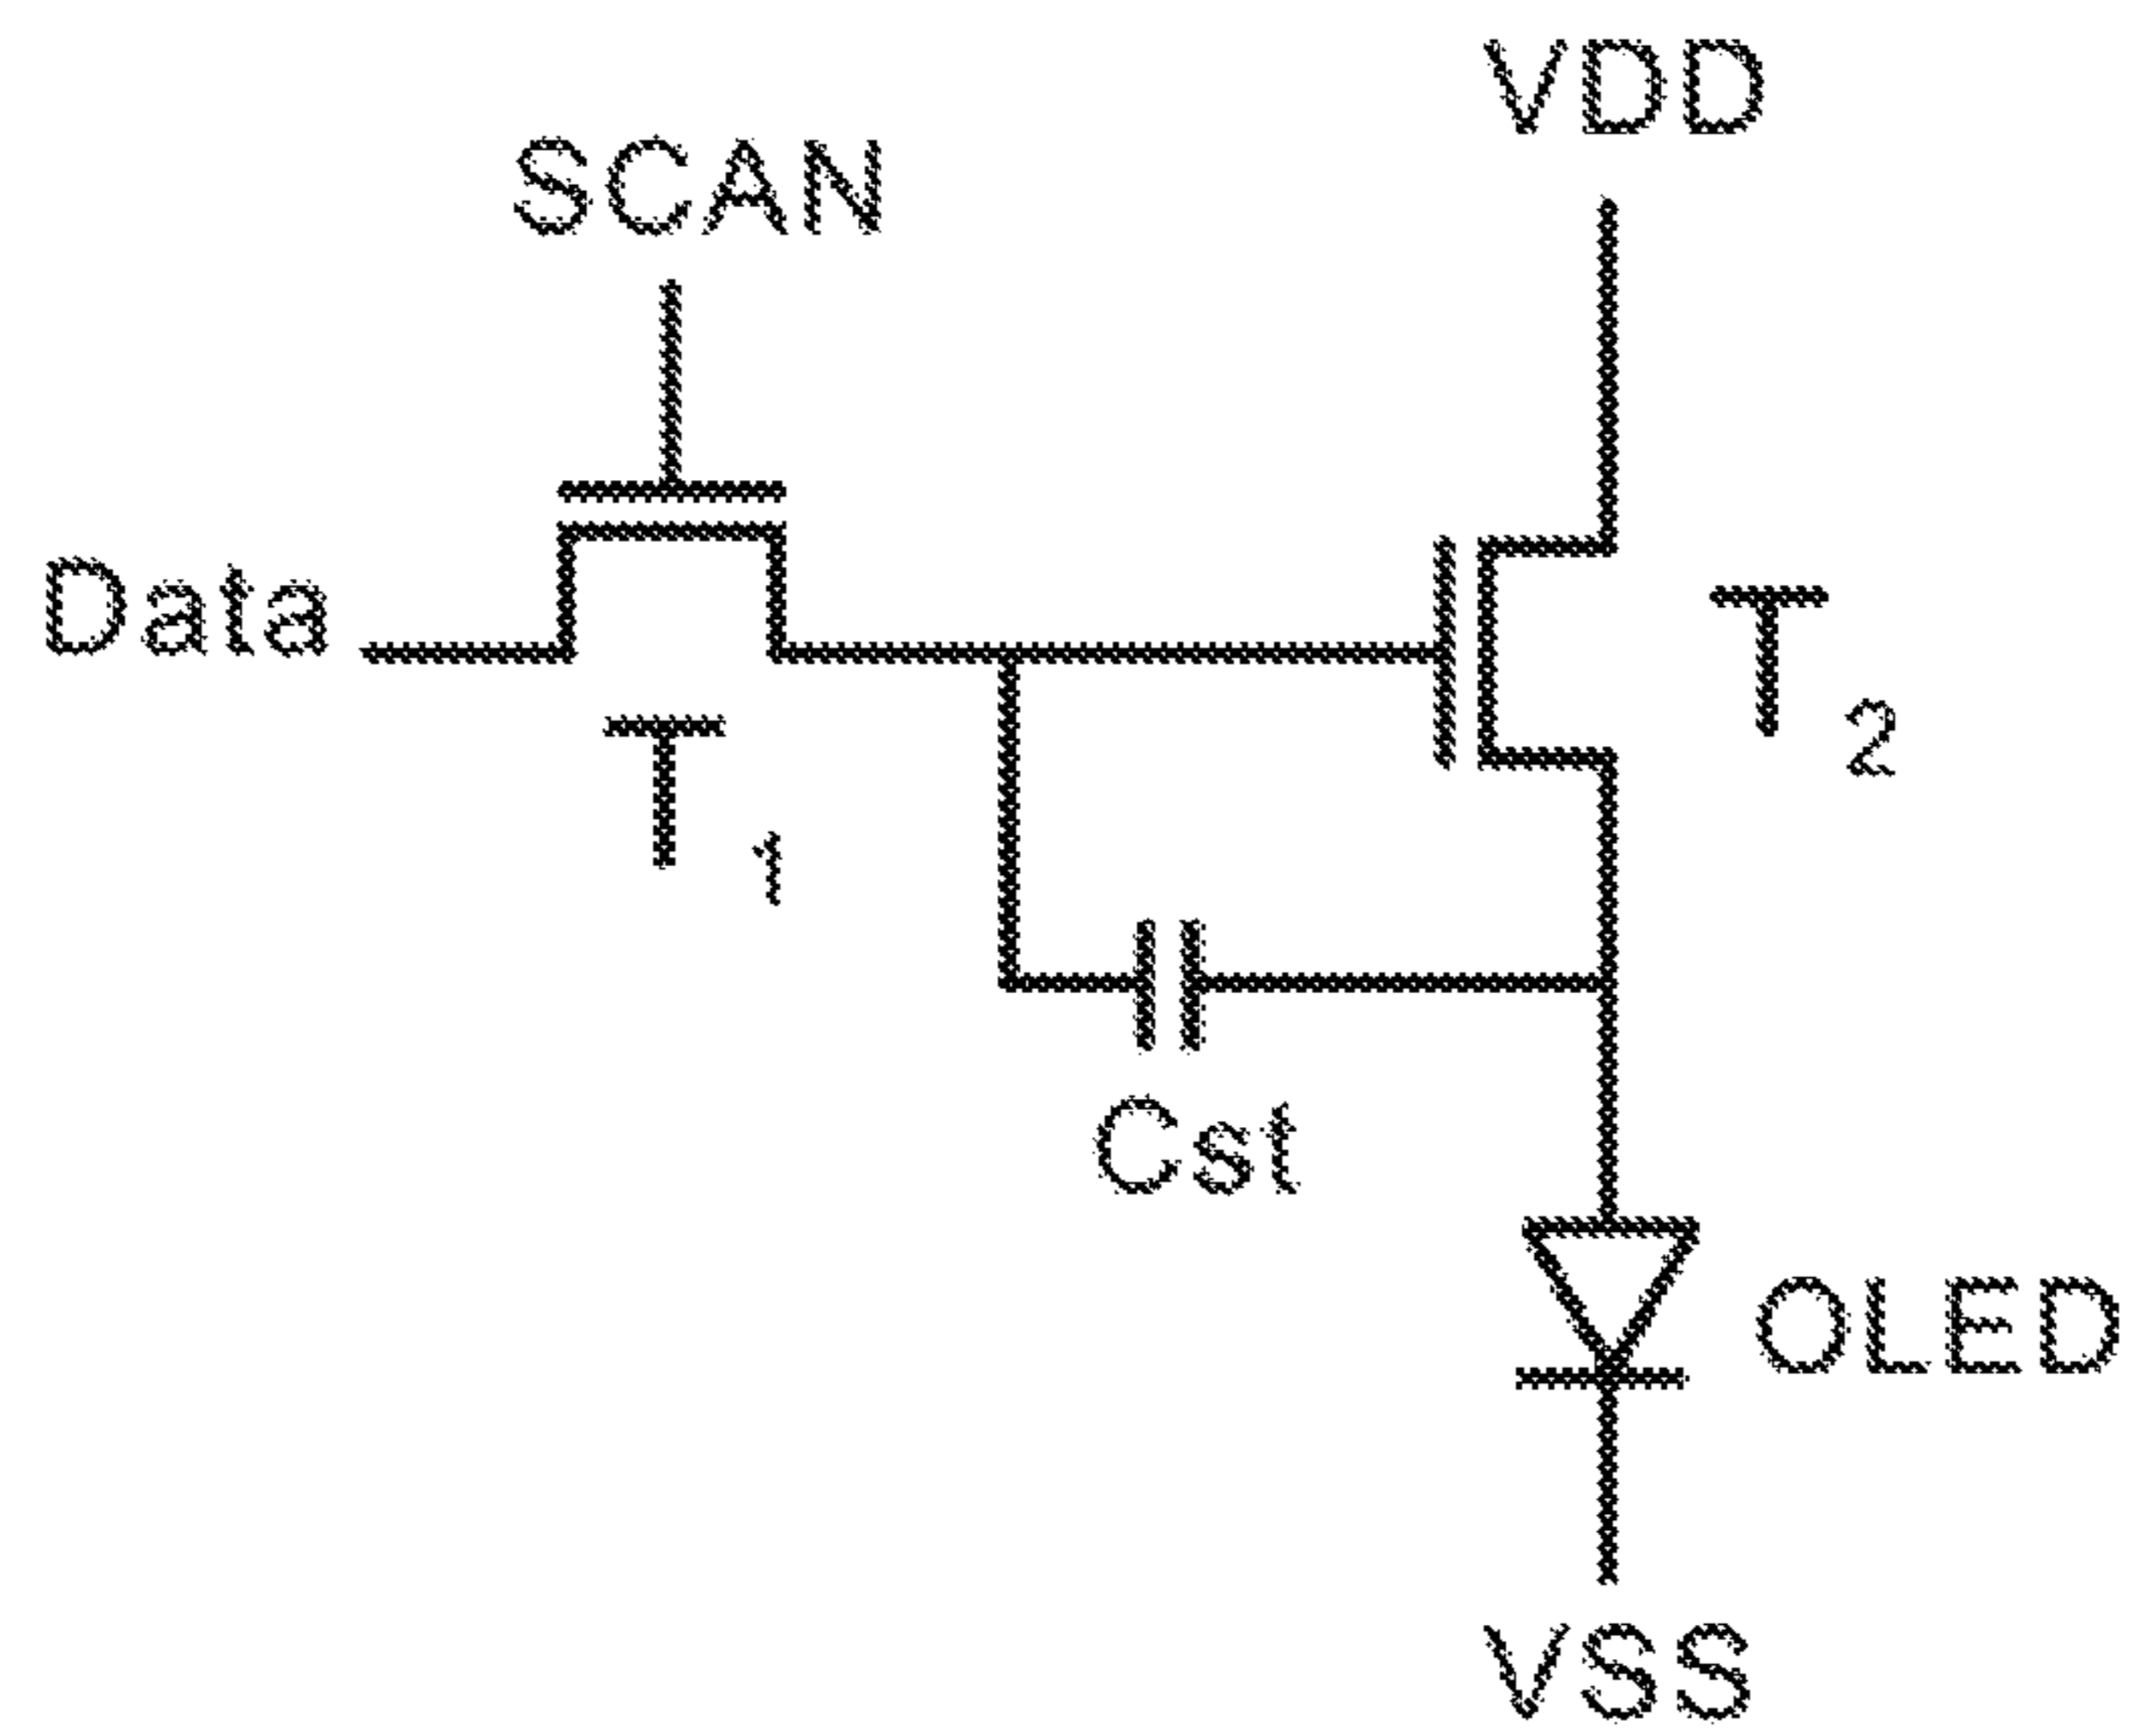 VDD
SCAN
Data
T1
T2
Cst
OLED
VSS